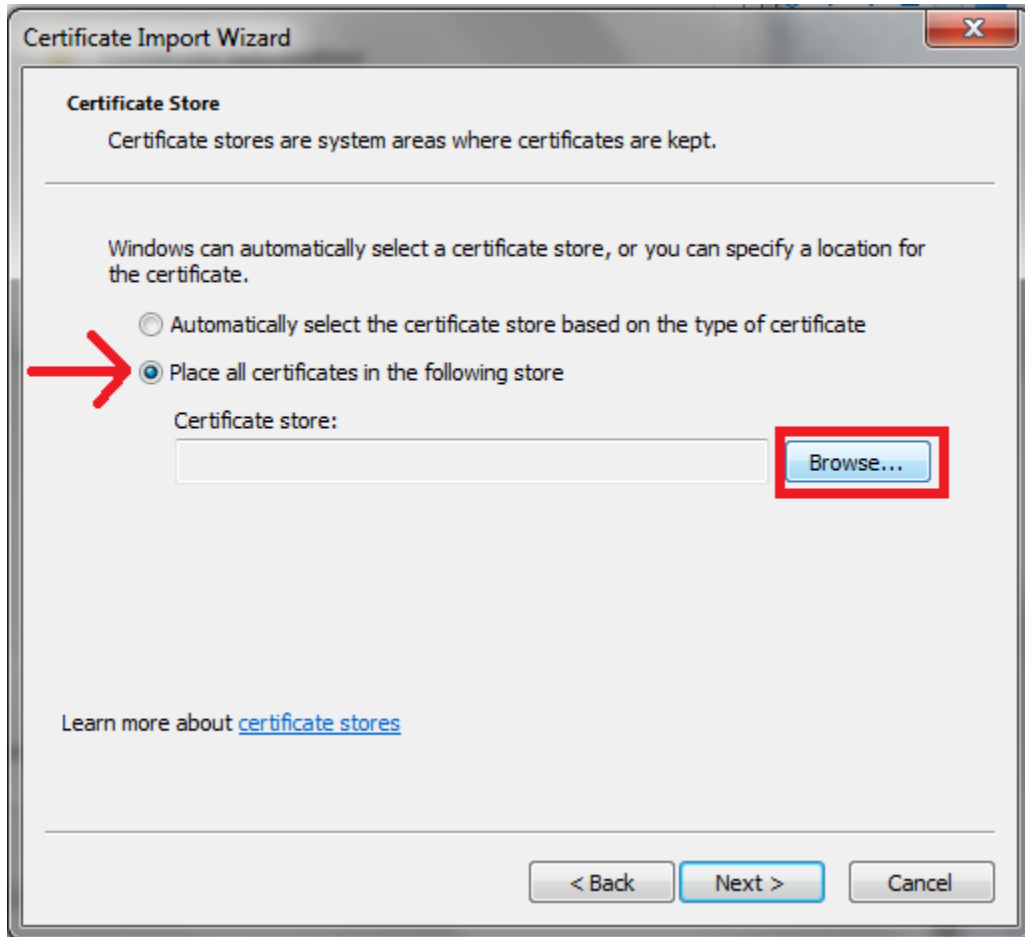 Certificate Import Wizard
Certificate Store
Certificate stores are system areas where certificates are kept.
Windows can automatically select a certificate store, or you can specify a location for
the certificate.
Automatically select the certificate store based on the type of certificate
Place all certificates in the following store
Certificate store:
Browse...
Learn more about certificate stores
< Back
Next >
Cancel